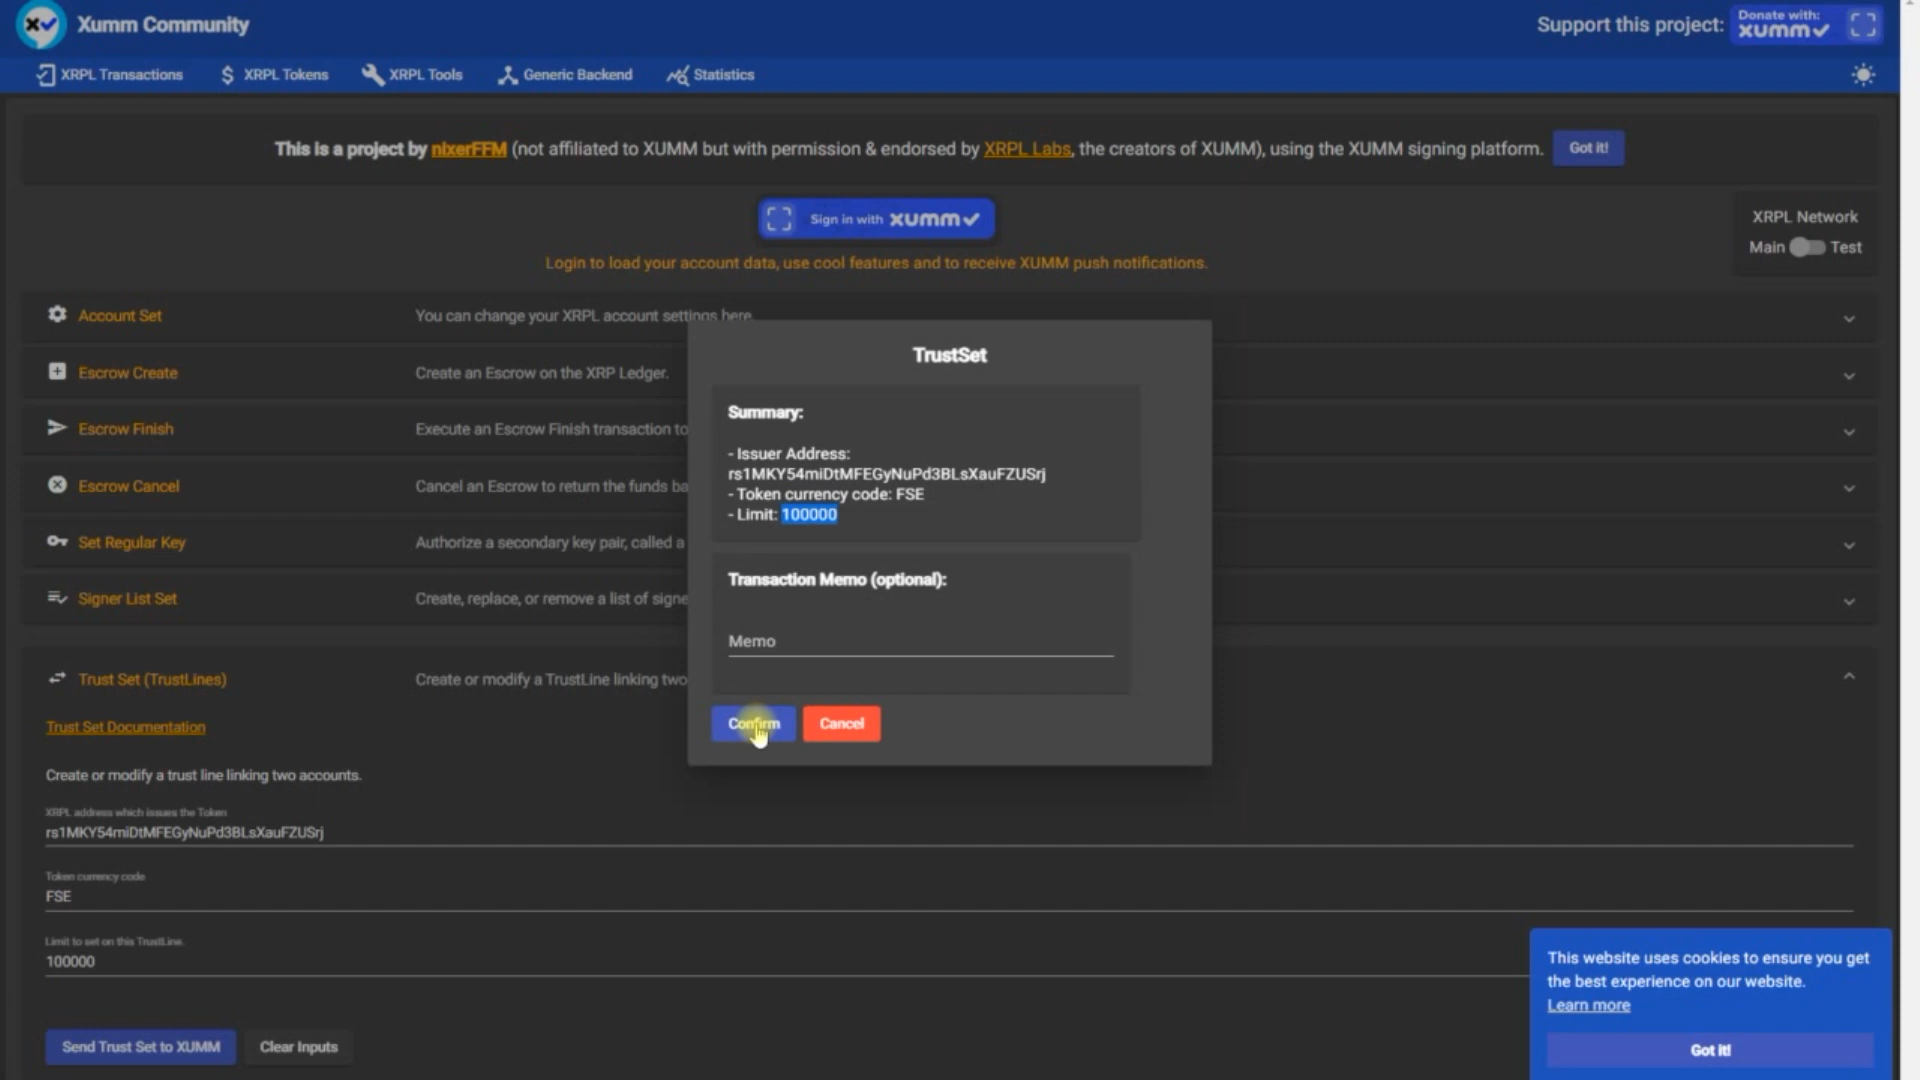 Xumm Community
Support this project:
Donate with:
xumm
XRPL Transactions
XRPL Tokens
XRPL Tools
Generic Backend
Statistics
This is a project by nixerFFM (not affiliated to XUMM but with permission & endorsed by XRPL Labs, the creators of XUMM), using the XUMM signing platform.
Got it!
Sign in with xumm
XRPL Network
Main Test
Login to load your account data, use cool features and to receive XUMM push notifications.
Account Set
You can change your XRPL account settings here.
Escrow Create
Create an Escrow on the XRP Ledger.
Escrow Finish
Execute an Escrow Finish transaction to
Escrow Cancel
Cancel an Escrow to return the funds ba
Set Regular Key
Authorize a secondary key pair, called a
Signer List Set
Create, replace, or remove a list of signe
TrustSet
Summary:
- Issuer Address:
rs1MKY54miDtMFEGyNuPd3BLsXauFZUSrj
- Token currency code: FSE
- Limit: 100000
Transaction Memo (optional):
Memo
Confirm
Cancel
Trust Set (TrustLines)
Create or modify a TrustLine linking two
Trust Set Documentation
Create or modify a trust line linking two accounts.
XRPL address which issues the Token
rs1MKY54miDtMFEGyNuPd3BLsXauFZUSrj
Token currency code
FSE
Limit to set on this TrustLine.
100000
Send Trust Set to XUMM
Clear Inputs
This website uses cookies to ensure you get
the best experience on our website.
Learn more
Got it!